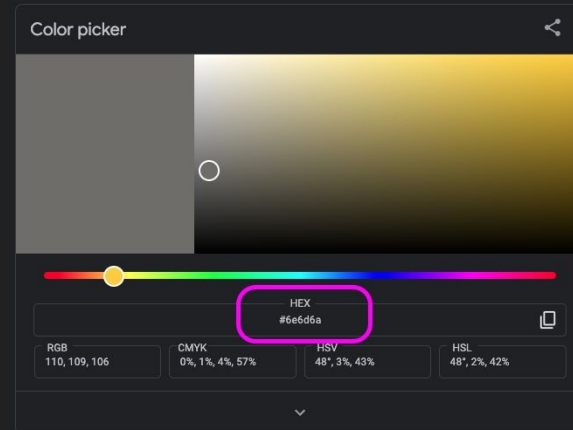 Color picker
HEX
#6e6d6a
RGB
110, 109, 106
CMYK
0%, 1%, 4%, 57%
HSV
48°, 3%, 43%
HSL
48°, 2%, 42%